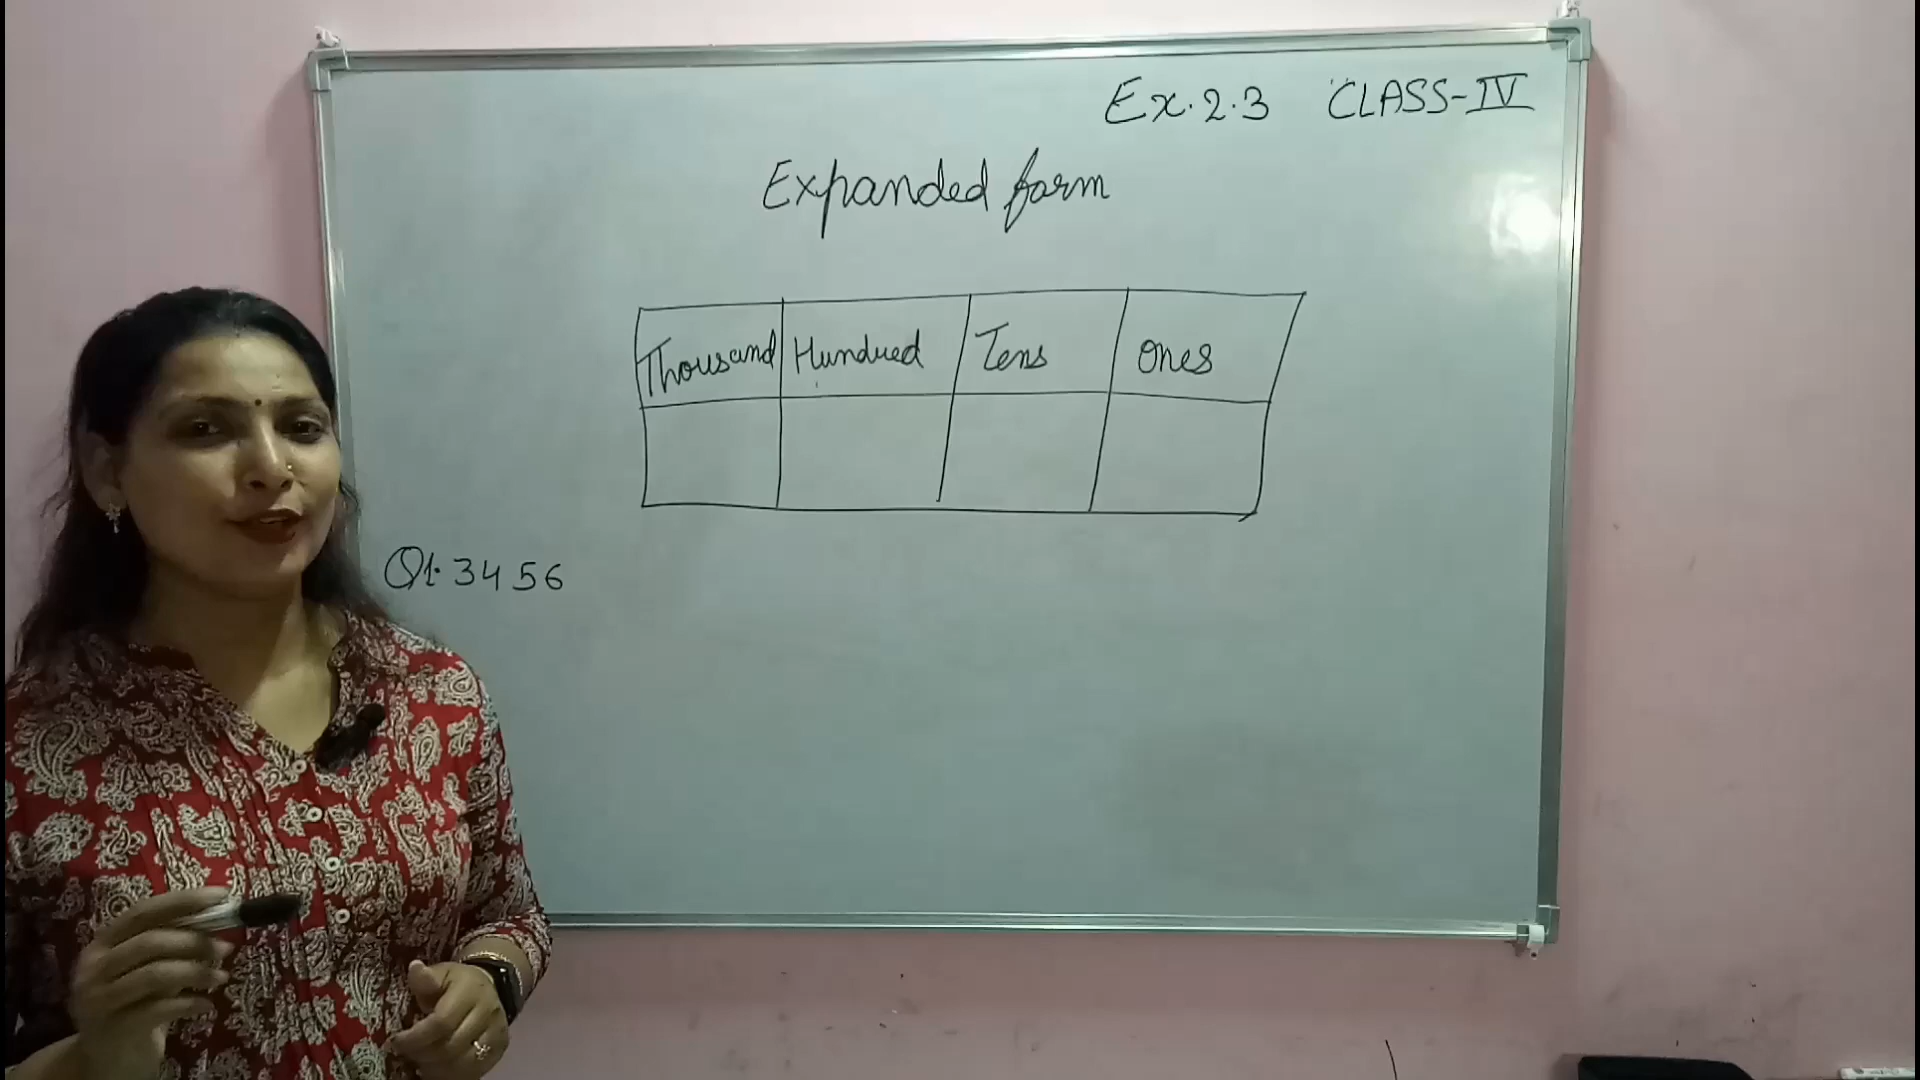 Ex. 2.3 CLASS-IV
Expanded form
Thousand Hundred Tens Ones
Q1. 3456